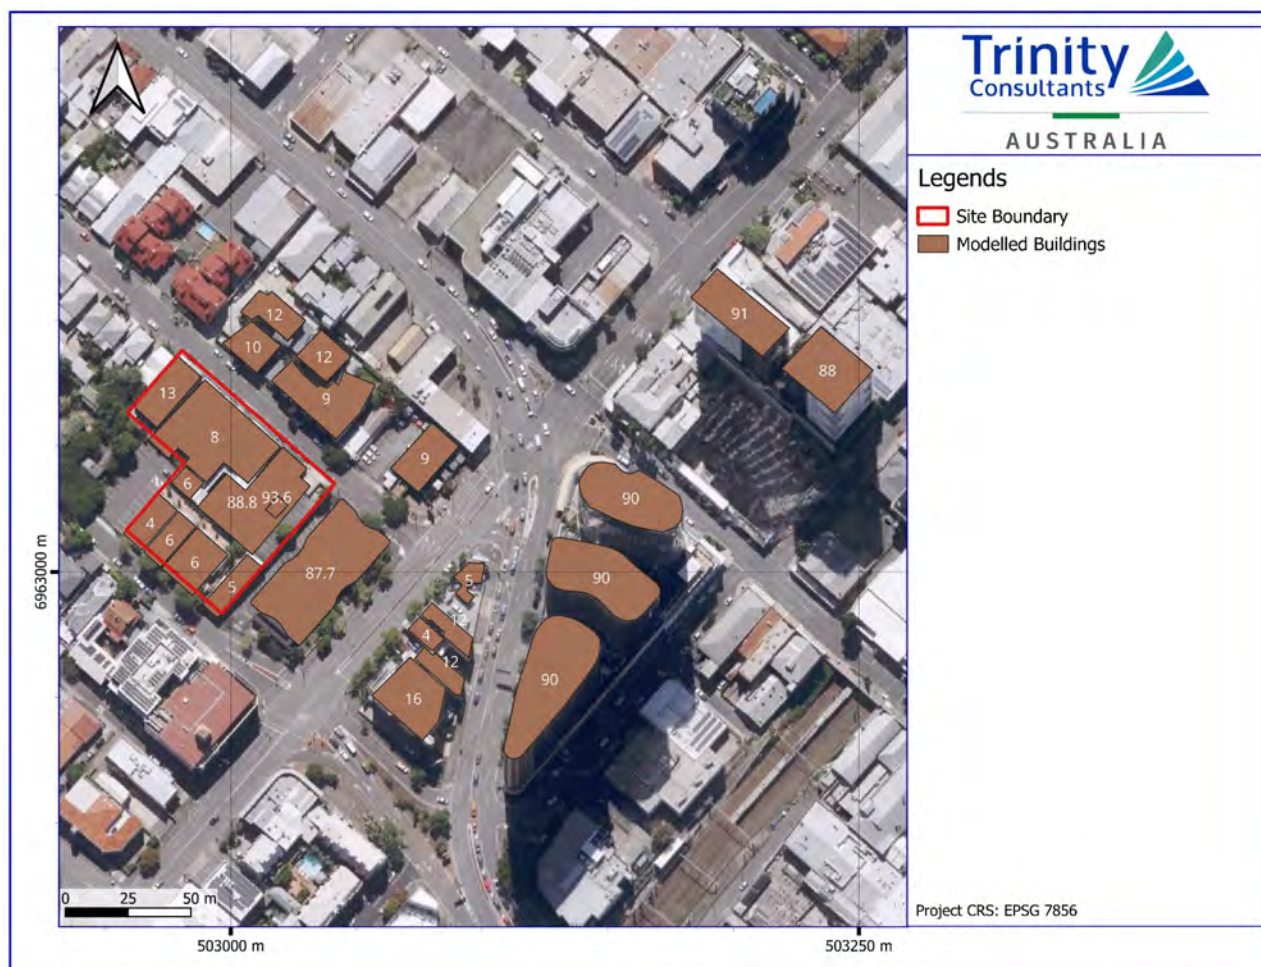 Trinity
Consultants
AUSTRALIA
Legends
Site Boundary
Modelled Buildings
12
10
12
9
13
8
9
6
88.8
93.6
4
6
6
5
87.7
91
88
90
90
90
5
12
4
12
16
6963000 m
0 25 50 m
503000 m
503250 m
Project CRS: EPSG 7856